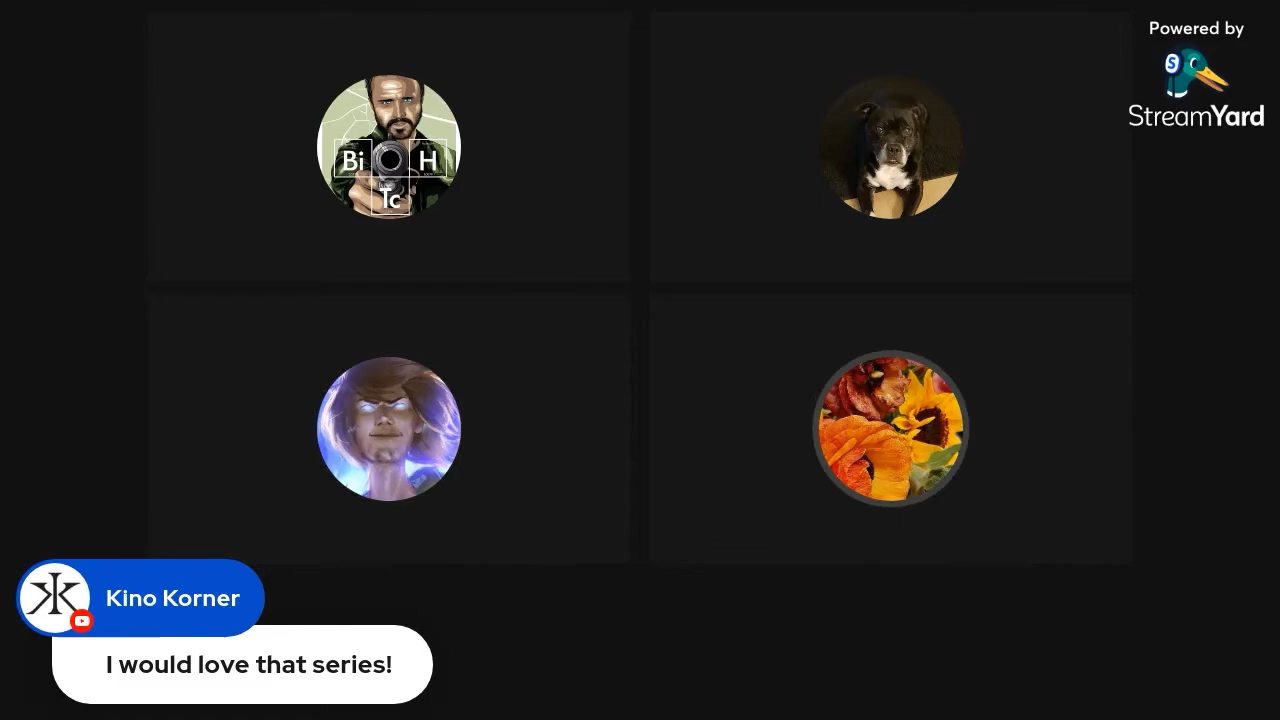 Powered by
S
StreamYard
Bi
H
Tc
Kino Korner
I would love that series!